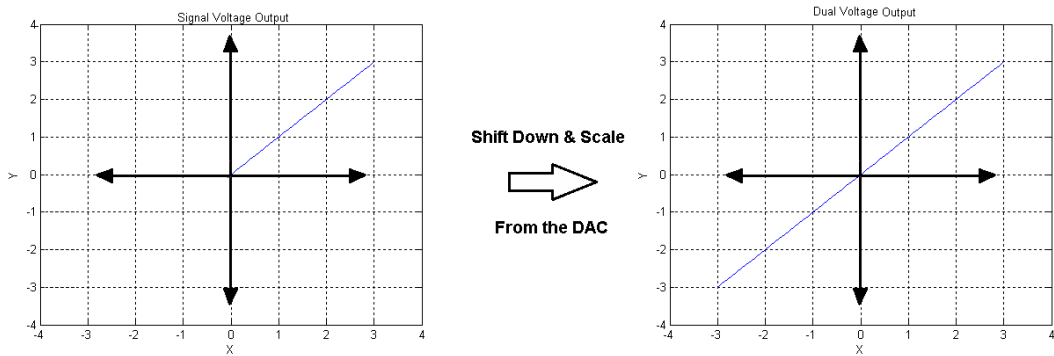 Signal Voltage Output
4
3
2
1
0
-1
-2
-3
-4
Y
-4 -3 -2 -1 0 1 2 3 4
X
Shift Down & Scale
From the DAC
Dual Voltage Output
4
3
2
1
0
-1
-2
-3
-4
Y
-4 -3 -2 -1 0 1 2 3 4
X